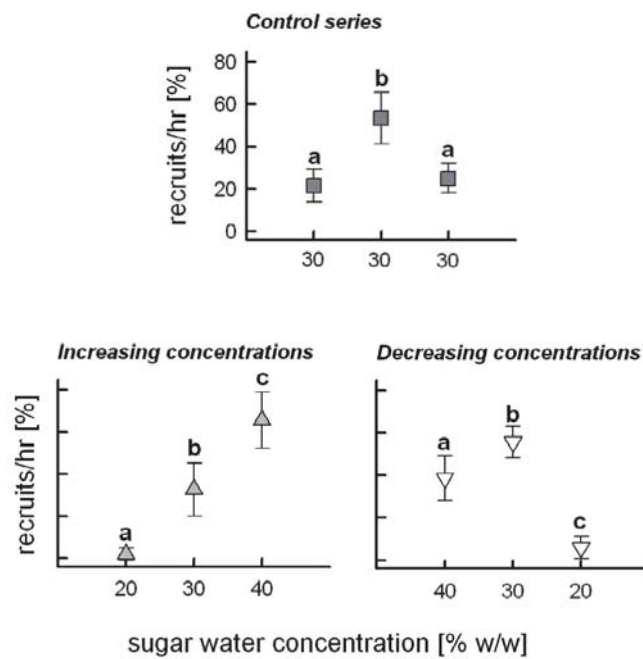 Control series
recruits/hr [%]
80
60
40
20
0
a
b
a
30
30
30
Increasing concentrations
recruits/hr [%]
a
b
c
20
30
40
Decreasing concentrations
a
b
c
40
30
20
sugar water concentration [% w/w]